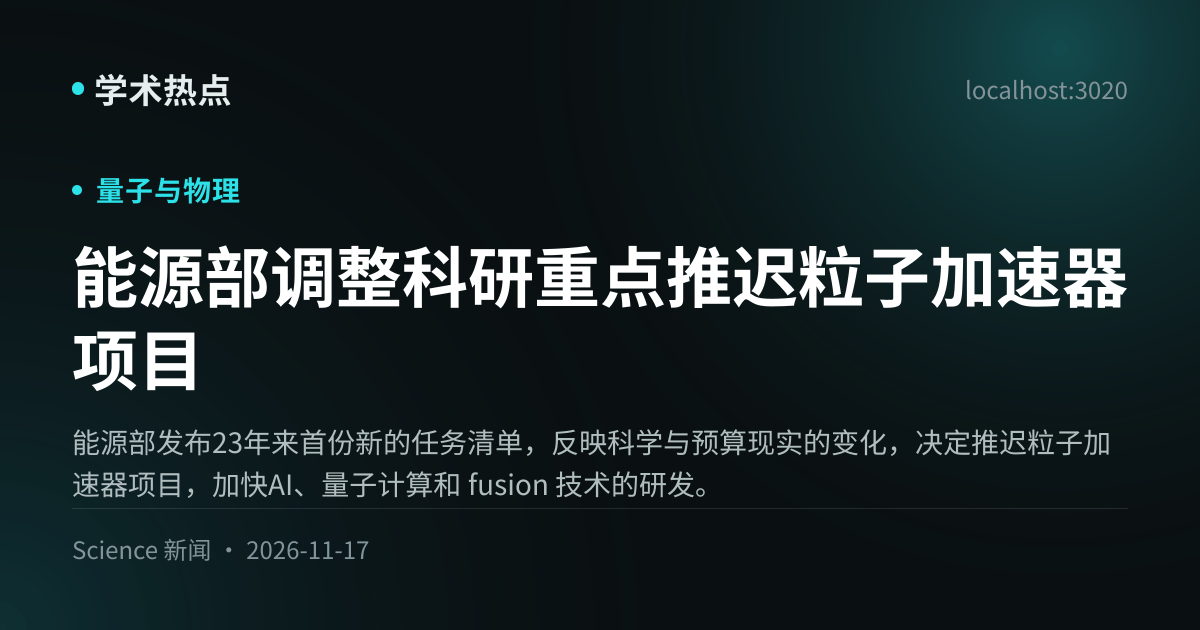 学术热点
localhost:3020
量子与物理
能源部调整科研重点推迟粒子加速器
项目
能源部发布23年来首份新的任务清单，反映科学与预算现实的变化，决定推迟粒子加
速器项目，加快AI、量子计算和 fusion 技术的研发。
Science 新闻 · 2026-11-17